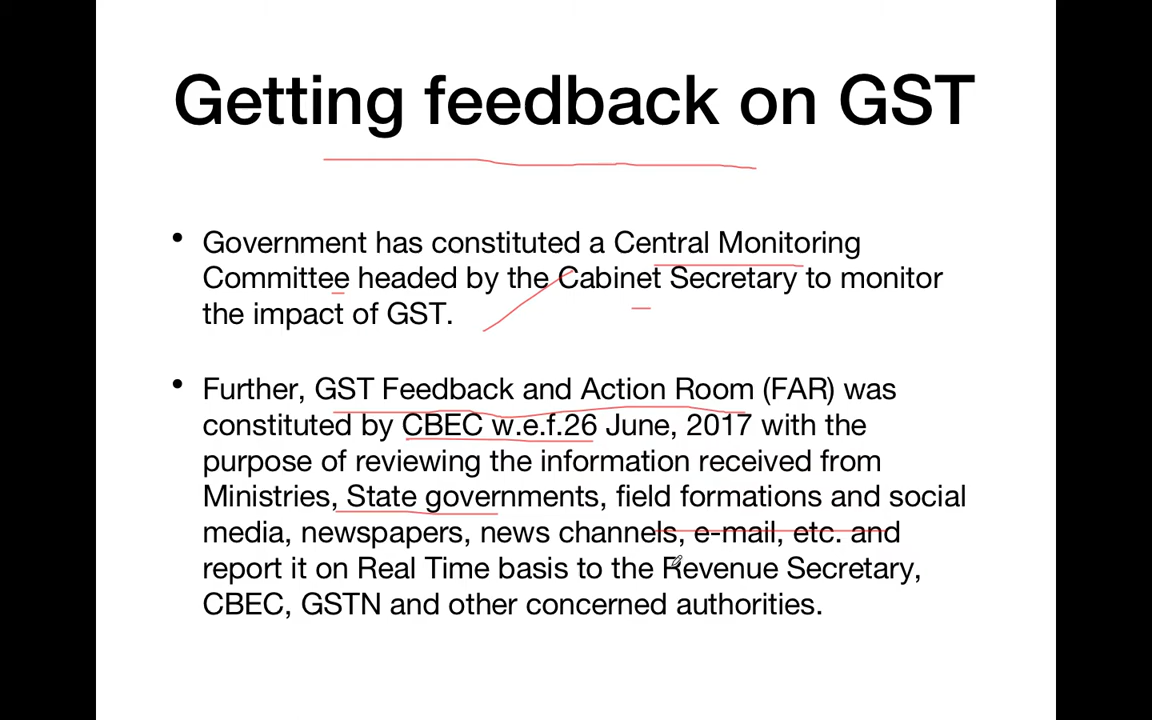 Getting feedback on GST
• Government has constituted a Central Monitoring
Committee headed by the Cabinet Secretary to monitor
the impact of GST.
• Further, GST Feedback and Action Room (FAR) was
constituted by CBEC w.e.f.26 June, 2017 with the
purpose of reviewing the information received from
Ministries, State governments, field formations and social
media, newspapers, news channels, e-mail, etc. and
report it on Real Time basis to the Revenue Secretary,
CBEC, GSTN and other concerned authorities.